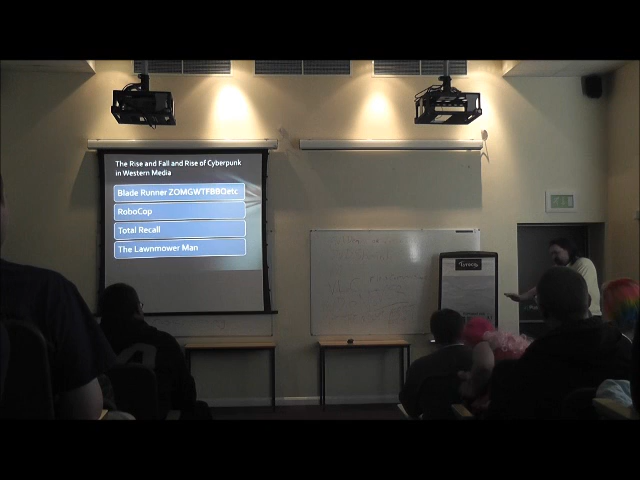 The Rise and Fall and Rise of Cyberpunk
in Western Media
Blade Runner ZOMGWTFBBQetc
RoboCop
Total Recall
The Lawnmower Man